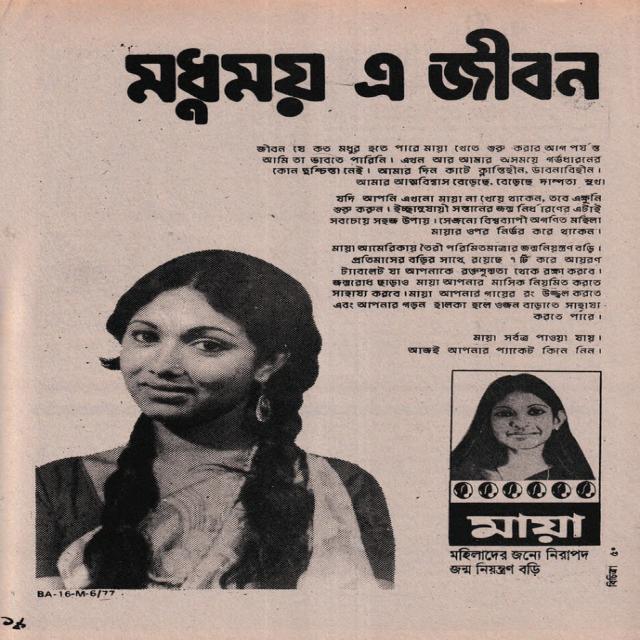 মধুময় এ জীবন
জীবন যে কত মধুর হতে পারে মায়া খেতে শুরু করার আগ পর্যন্ত
আমি তা ভাবতে পারিনি। এখন আর আমার অসময়ে গর্ভধারনের
কোন দুশ্চিন্তা নেই। আমার দিন কাটে ক্লান্তিহীন, ভাবনাবিহীন।
আমার আত্মবিশ্বাস বেড়েছে, বেড়েছে দাম্পত্য সুখ।
যদি আপনি এখনো মায়া না খেয়ে থাকেন, তবে এক্ষুনি
শুরু করুন। ইচ্ছানুযায়ী সন্তানের জন্ম নির্ধারণের এটাই
সবচেয়ে সহজ উপায়। সেজন্যে বিশ্বব্যাপী অগণিত মহিলা
মায়ার ওপর নির্ভর করে থাকেন।
মায়া আমেরিকায় তৈরী পরিমিতমাত্রার জন্মনিয়ন্ত্রণ বড়ি।
প্রতিমাসের বড়ির সাথে, রয়েছে ৭ টি করে আয়রণ
ট্যাবলেট যা আপনাকে রক্তশূন্যতা থেকে রক্ষা করবে।
জন্মরোধ ছাড়াও মায়া আপনার মাসিক নিয়মিত করতে
সাহায্য করবে। মায়া আপনার গায়ের রং উজ্জ্বল করতে
এবং আপনার গড়ন হালকা হলে ওজন বাড়াতে সাহায্য
করতে পারে।
মায়া সর্বত্র পাওয়া যায়।
আজই আপনার প্যাকেট কিনে নিন।
মায়া
মহিলাদের জন্যে নিরাপদ
জন্ম নিয়ন্ত্রণ বড়ি
BA-16-M-6/77
বিচিত্রা